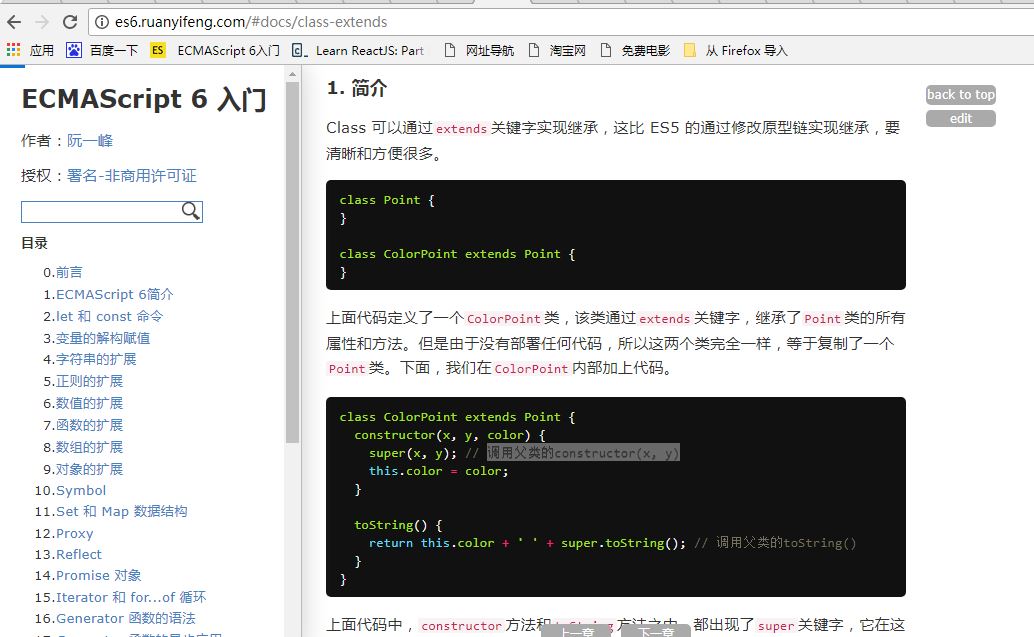 es6.ruanyifeng.com/#docs/class-extends
应用 百度一下 ES ECMAScript 6入门 Learn ReactJS: Part 网址导航 淘宝网 免费电影 从 Firefox 导入
ECMAScript 6 入门
作者：阮一峰
授权：署名-非商用许可证
目录
0.前言
1.ECMAScript 6简介
2.let 和 const 命令
3.变量的解构赋值
4.字符串的扩展
5.正则的扩展
6.数值的扩展
7.函数的扩展
8.数组的扩展
9.对象的扩展
10.Symbol
11.Set 和 Map 数据结构
12.Proxy
13.Reflect
14.Promise 对象
15.Iterator 和 for...of 循环
16.Generator 函数的语法
1. 简介
Class 可以通过extends关键字实现继承，这比 ES5 的通过修改原型链实现继承，要
清晰和方便很多。
class Point {
}
class ColorPoint extends Point {
}
上面代码定义了一个ColorPoint类，该类通过extends关键字，继承了Point类的所有
属性和方法。但是由于没有部署任何代码，所以这两个类完全一样，等于复制了一个
Point类。下面，我们在ColorPoint内部加上代码。
class ColorPoint extends Point {
constructor(x, y, color) {
super(x, y); // 调用父类的constructor(x, y)
this.color = color;
}
toString() {
return this.color + ' ' + super.toString(); // 调用父类的toString()
}
}
上面代码中，constructor方法和toString方法之中，都出现了super关键字，它在这
上一章 下一章
back to top
edit